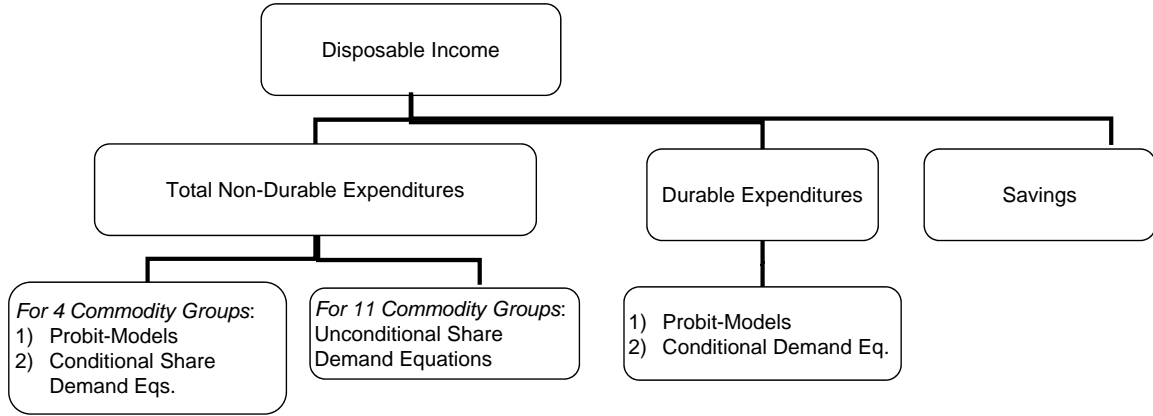 Disposable Income
Total Non-Durable Expenditures
Durable Expenditures
Savings
For 4 Commodity Groups:
1) Probit-Models
2) Conditional Share
Demand Eqs.
For 11 Commodity Groups:
Unconditional Share
Demand Equations
1) Probit-Models
2) Conditional Demand Eq.